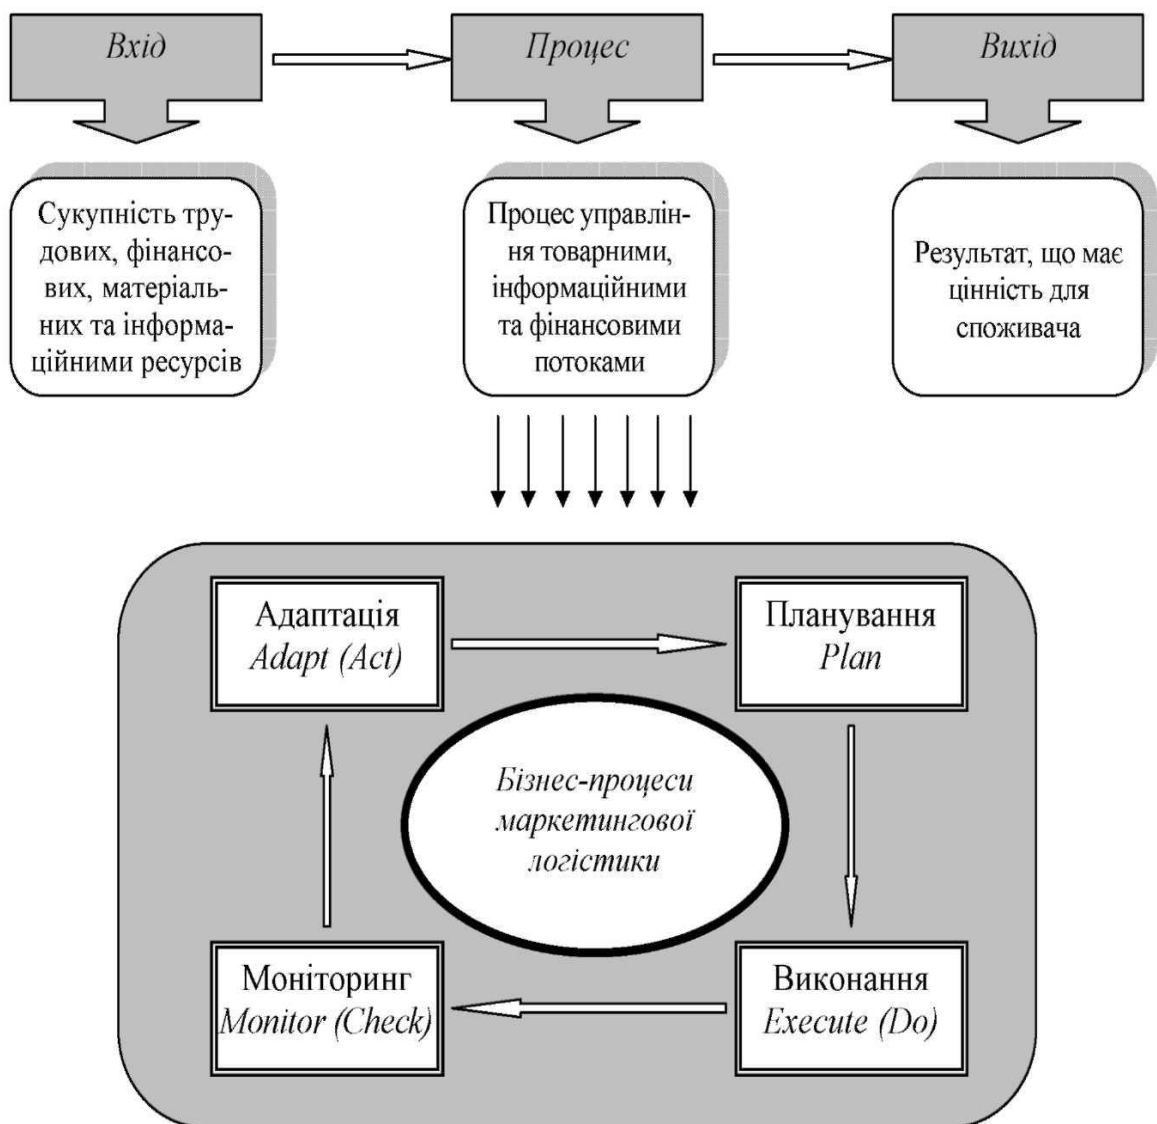 Вхід
Процес
Вихід
Сукупність тру-
дових, фінансо-
вих, матеріаль-
них та інформа-
ційними ресурсів
Процес управлін-
ня товарними,
інформаційними
та фінансовими
потоками
Результат, що має
цінність для
споживача
Адаптація
Adapt (Act)
Планування
Plan
Бізнес-процеси
маркетингової
логістики
Моніторинг
Monitor (Check)
Виконання
Execute (Do)